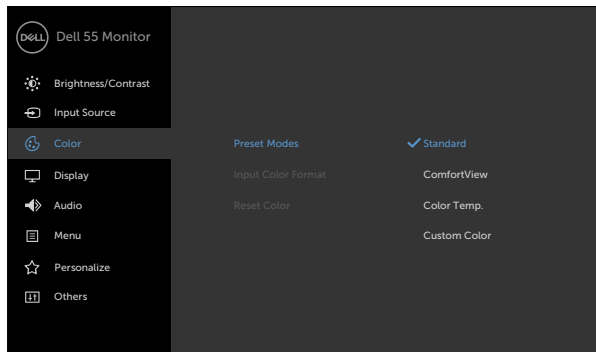 DELL Dell 55 Monitor
Brightness/Contrast
Input Source
Color Preset Modes Standard
Display Input Color Format ComfortView
Audio Reset Color Color Temp.
Menu Custom Color
Personalize
Others